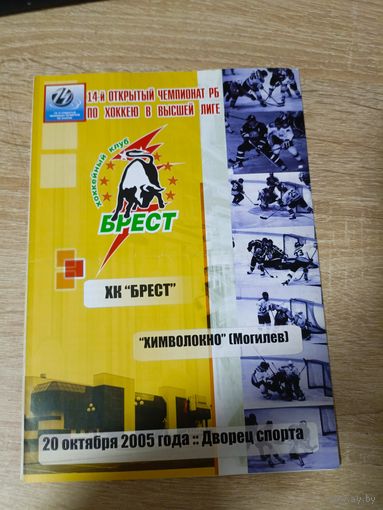 14-й ОТКРЫТЫЙ ЧЕМПИОНАТ РБ
ПО ХОККЕЮ В ВЫСШЕЙ ЛИГЕ
ХОККЕЙНЫЙ КЛУБ
БРЕСТ
ХК "БРЕСТ"
"ХИМВОЛОКНО" (Могилев)
20 октября 2005 года :: Дворец спорта